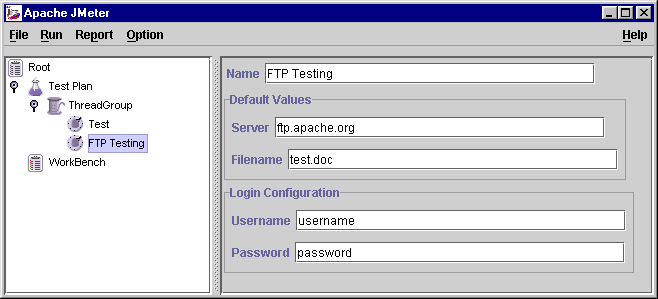 Apache JMeter
File Run Report Option Help
Root
Test Plan
ThreadGroup
Test
FTP Testing
WorkBench
Name FTP Testing
Default Values
Server ftp.apache.org
Filename test.doc
Login Configuration
Username username
Password password